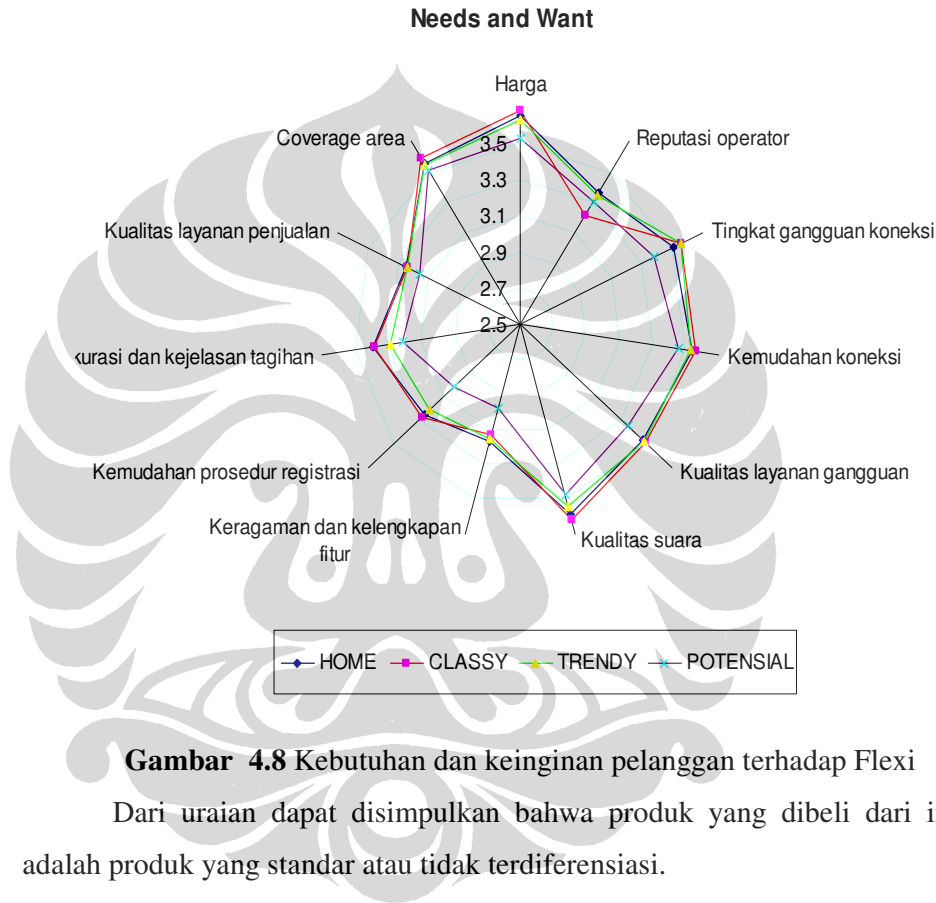 Needs and Want
Harga
Coverage area
Reputasi operator
3.5
3.3
Kualitas layanan penjualan
Tingkat gangguan koneksi
3.1
2.9
2.7
2.5
kurasi dan kejelasan tagihan
Kemudahan koneksi
Kemudahan prosedur registrasi
Kualitas layanan gangguan
Keragaman dan kelengkapan
fitur
Kualitas suara
HOME CLASSY TRENDY POTENSIAL
Gambar 4.8 Kebutuhan dan keinginan pelanggan terhadap Flexi
Dari uraian dapat disimpulkan bahwa produk yang dibeli dari
adalah produk yang standar atau tidak terdiferensiasi.